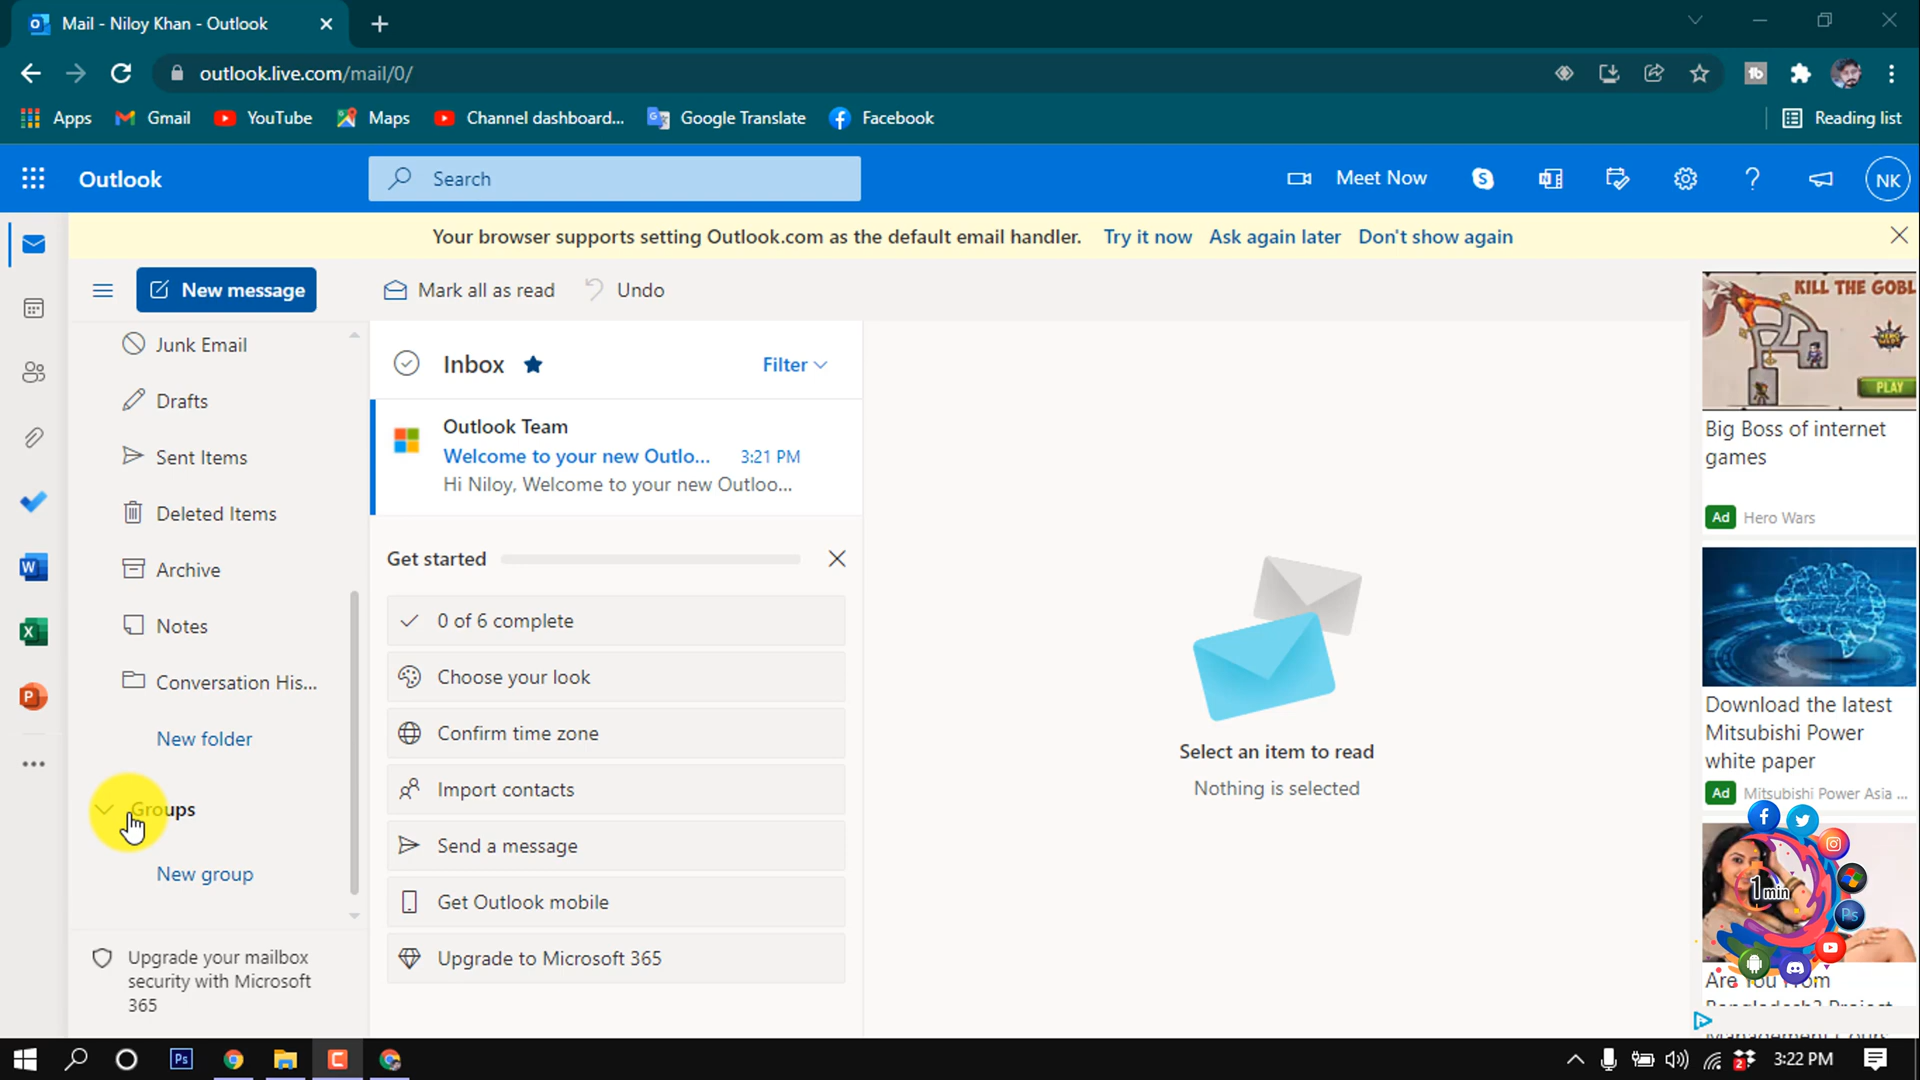 Mail - Niloy Khan - Outlook
outlook.live.com/mail/0/
Apps Gmail YouTube Maps Channel dashboard... Google Translate Facebook Reading list
Outlook Search Meet Now NK
Your browser supports setting Outlook.com as the default email handler. Try it now Ask again later Don't show again
New message Mark all as read Undo
Junk Email
Drafts
Sent Items
Deleted Items
Archive
Notes
Conversation His...
New folder
Groups
New group
Upgrade your mailbox
security with Microsoft
365
Inbox Filter
Outlook Team
Welcome to your new Outlo... 3:21 PM
Hi Niloy, Welcome to your new Outloo...
Get started
0 of 6 complete
Choose your look
Confirm time zone
Import contacts
Send a message
Get Outlook mobile
Upgrade to Microsoft 365
Select an item to read
Nothing is selected
KILL THE GOBL
PLAY
Big Boss of internet
games
Ad Hero Wars
Download the latest
Mitsubishi Power
white paper
Ad Mitsubishi Power Asia ...
1min
Ps
Are You From
Bangladesh? Project
Ps
3:22 PM